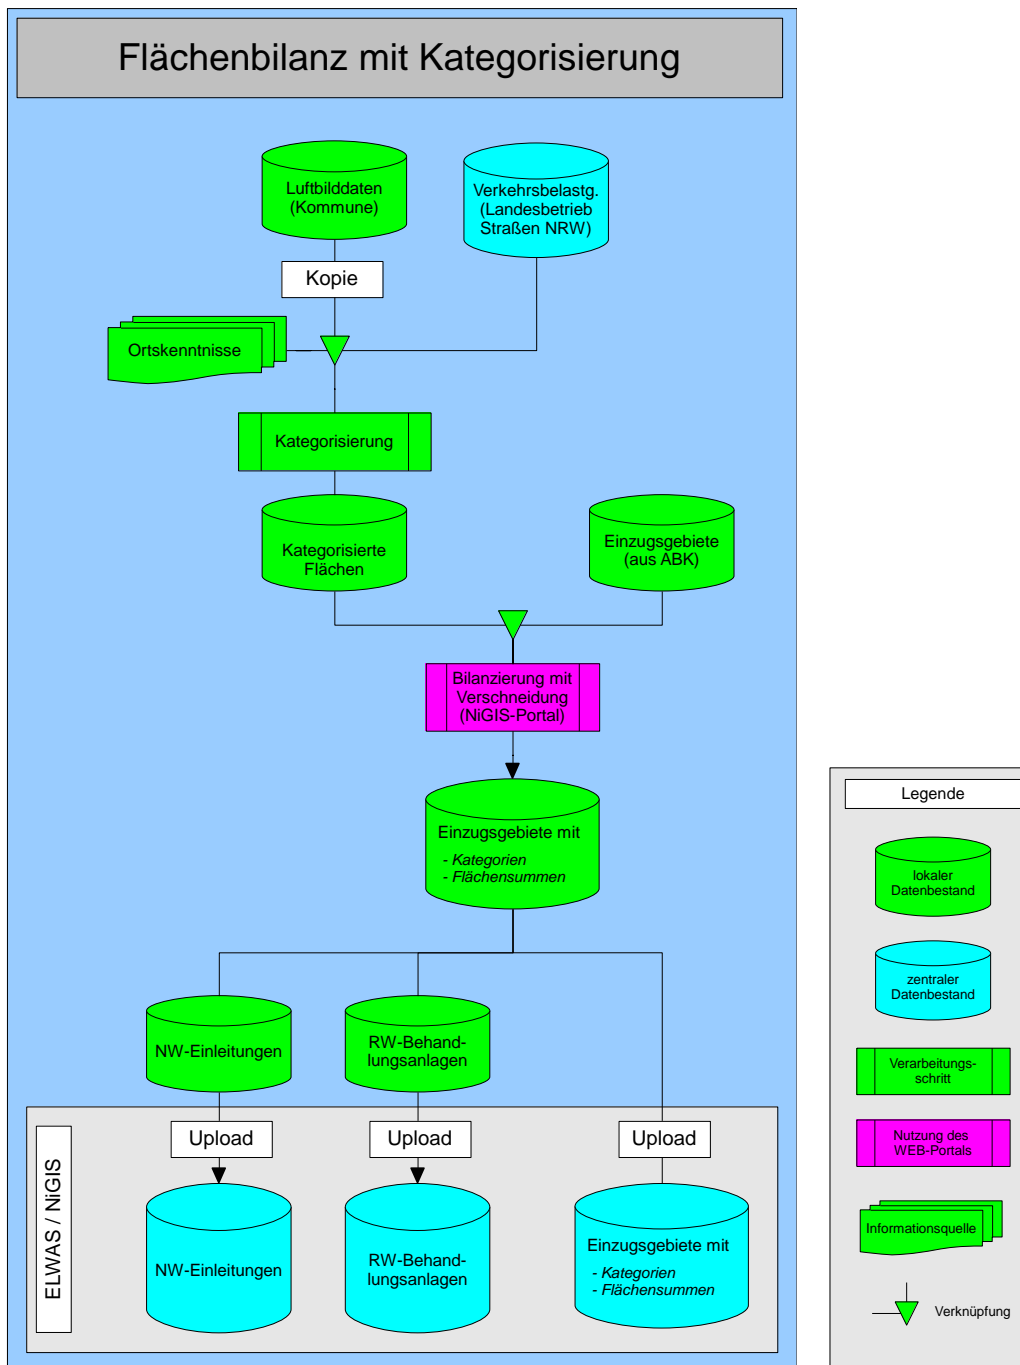 Flächenbilanz mit Kategorisierung
Luftbilddaten
(Kommune)
Verkehrsbelastg.
(Landesbetrieb
Straßen NRW)
Kopie
Ortskenntnisse
Kategorisierung
Kategorisierte
Flächen
Einzugsgebiete
(aus ABK)
Bilanzierung mit
Verschneidung
(NiGIS-Portal)
Einzugsgebiete mit
- Kategorien
- Flächensummen
NW-Einleitungen
RW-Behand-
lungsanlagen
ELWAS / NiGIS
Upload
Upload
Upload
NW-Einleitungen
RW-Behand-
lungsanlagen
Einzugsgebiete mit
- Kategorien
- Flächensummen
Legende
lokaler
Datenbestand
zentraler
Datenbestand
Verarbeitungs-
schritt
Nutzung des
WEB-Portals
Informationsquelle
Verknüpfung